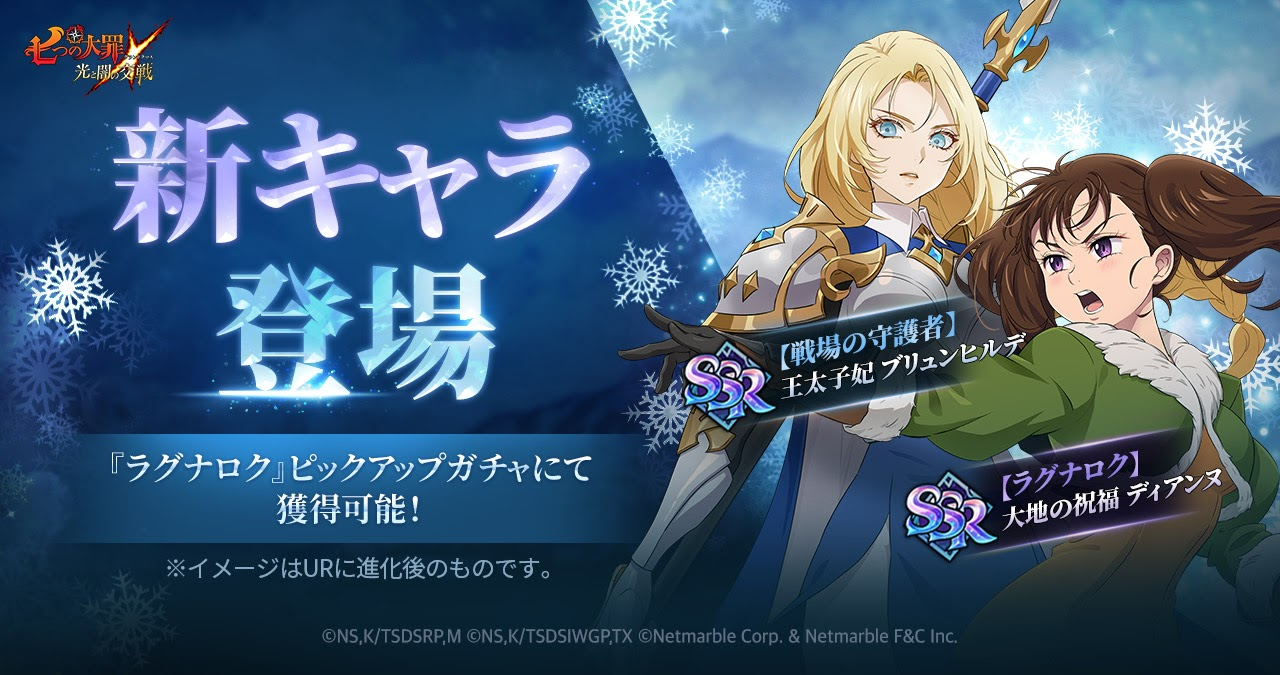 七つの大罪
光と闇の交戦
新キャラ
登場
『ラグナロク』ピックアップガチャにて
獲得可能！
※イメージはURに進化後のものです。
SSR
【戦場の守護者】
王太子妃 ブリュンヒルデ
SSR
【ラグナロク】
大地の祝福 ディアンヌ
©NS,K/TSDSRP,M ©NS,K/TSDSIWGP,TX ©Netmarble Corp. & Netmarble F&C Inc.